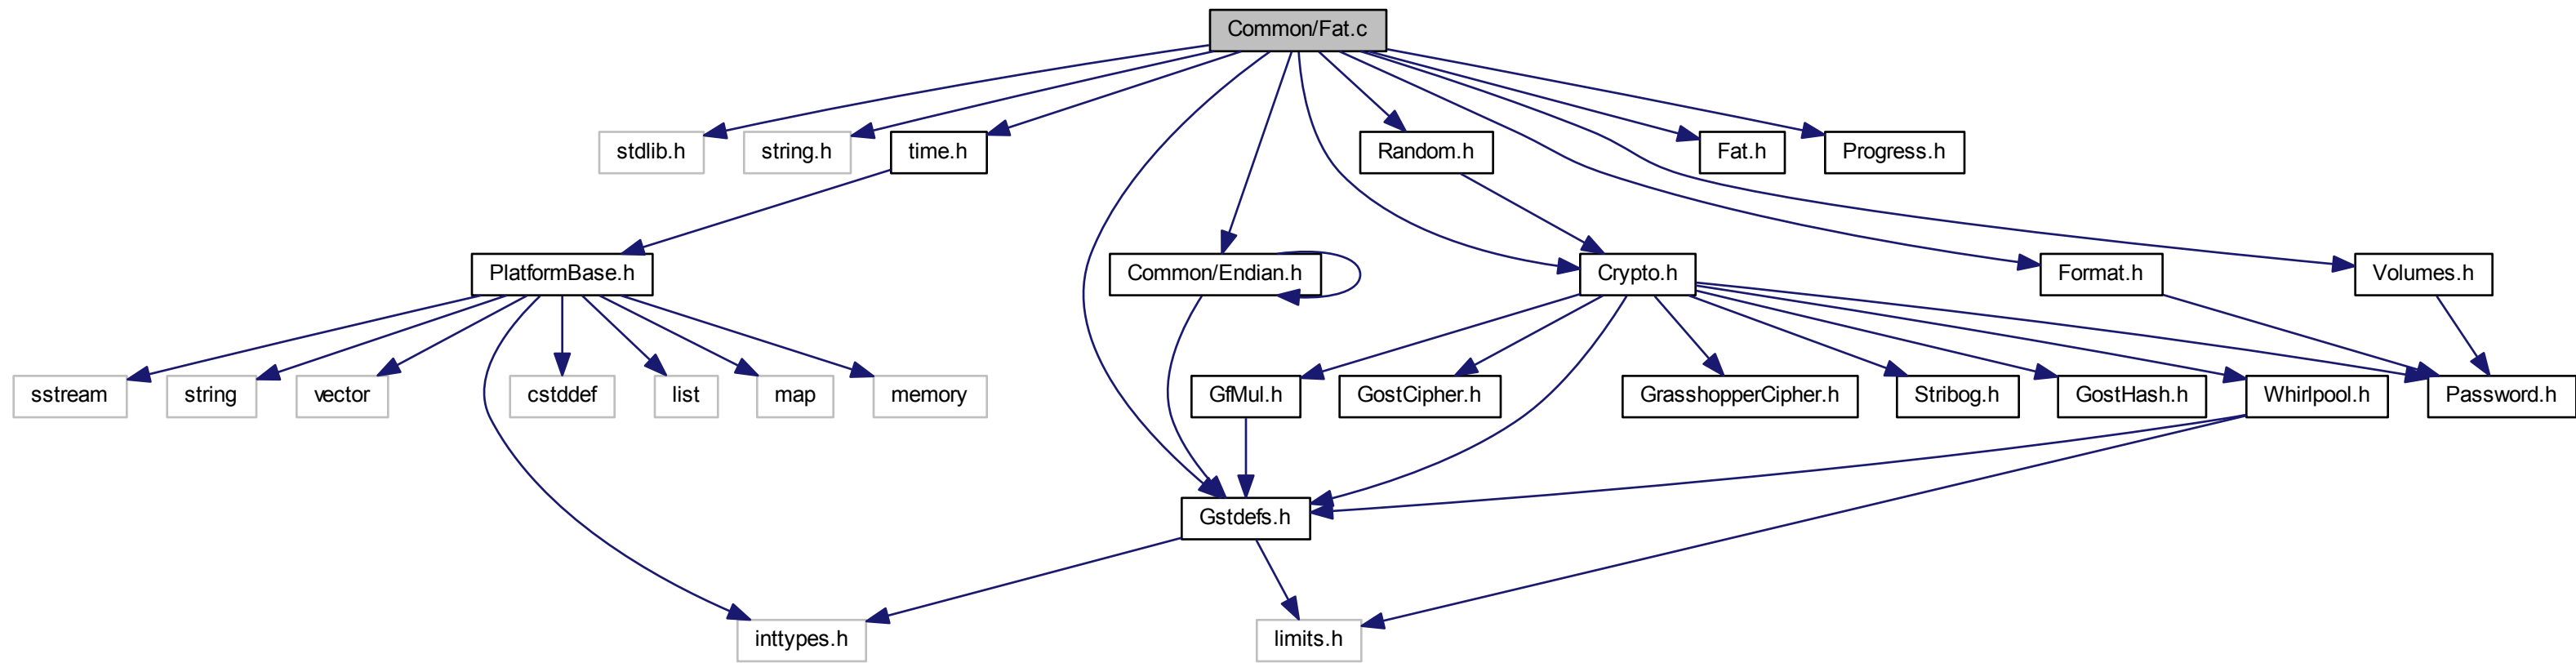 Common/Fat.c
stdlib.h
string.h
time.h
Random.h
Fat.h
Progress.h
PlatformBase.h
Common/Endian.h
Crypto.h
Format.h
Volumes.h
sstream
string
vector
cstddef
list
map
memory
GfMul.h
GostCipher.h
GrasshopperCipher.h
Stribog.h
GostHash.h
Whirlpool.h
Password.h
Gstdefs.h
inttypes.h
limits.h